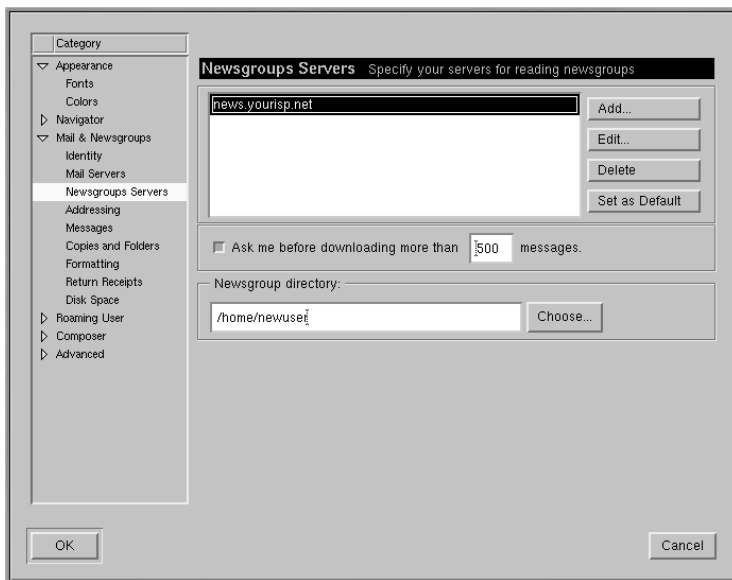 Category
Appearance
Fonts
Colors
Navigator
Mail & Newsgroups
Identity
Mail Servers
Newsgroups Servers
Addressing
Messages
Copies and Folders
Formatting
Return Receipts
Disk Space
Roaming User
Composer
Advanced
Newsgroups Servers Specify your servers for reading newsgroups
news.yourisp.net
Add...
Edit...
Delete
Set as Default
Ask me before downloading more than 500 messages.
Newsgroup directory:
/home/newuser
Choose...
OK
Cancel